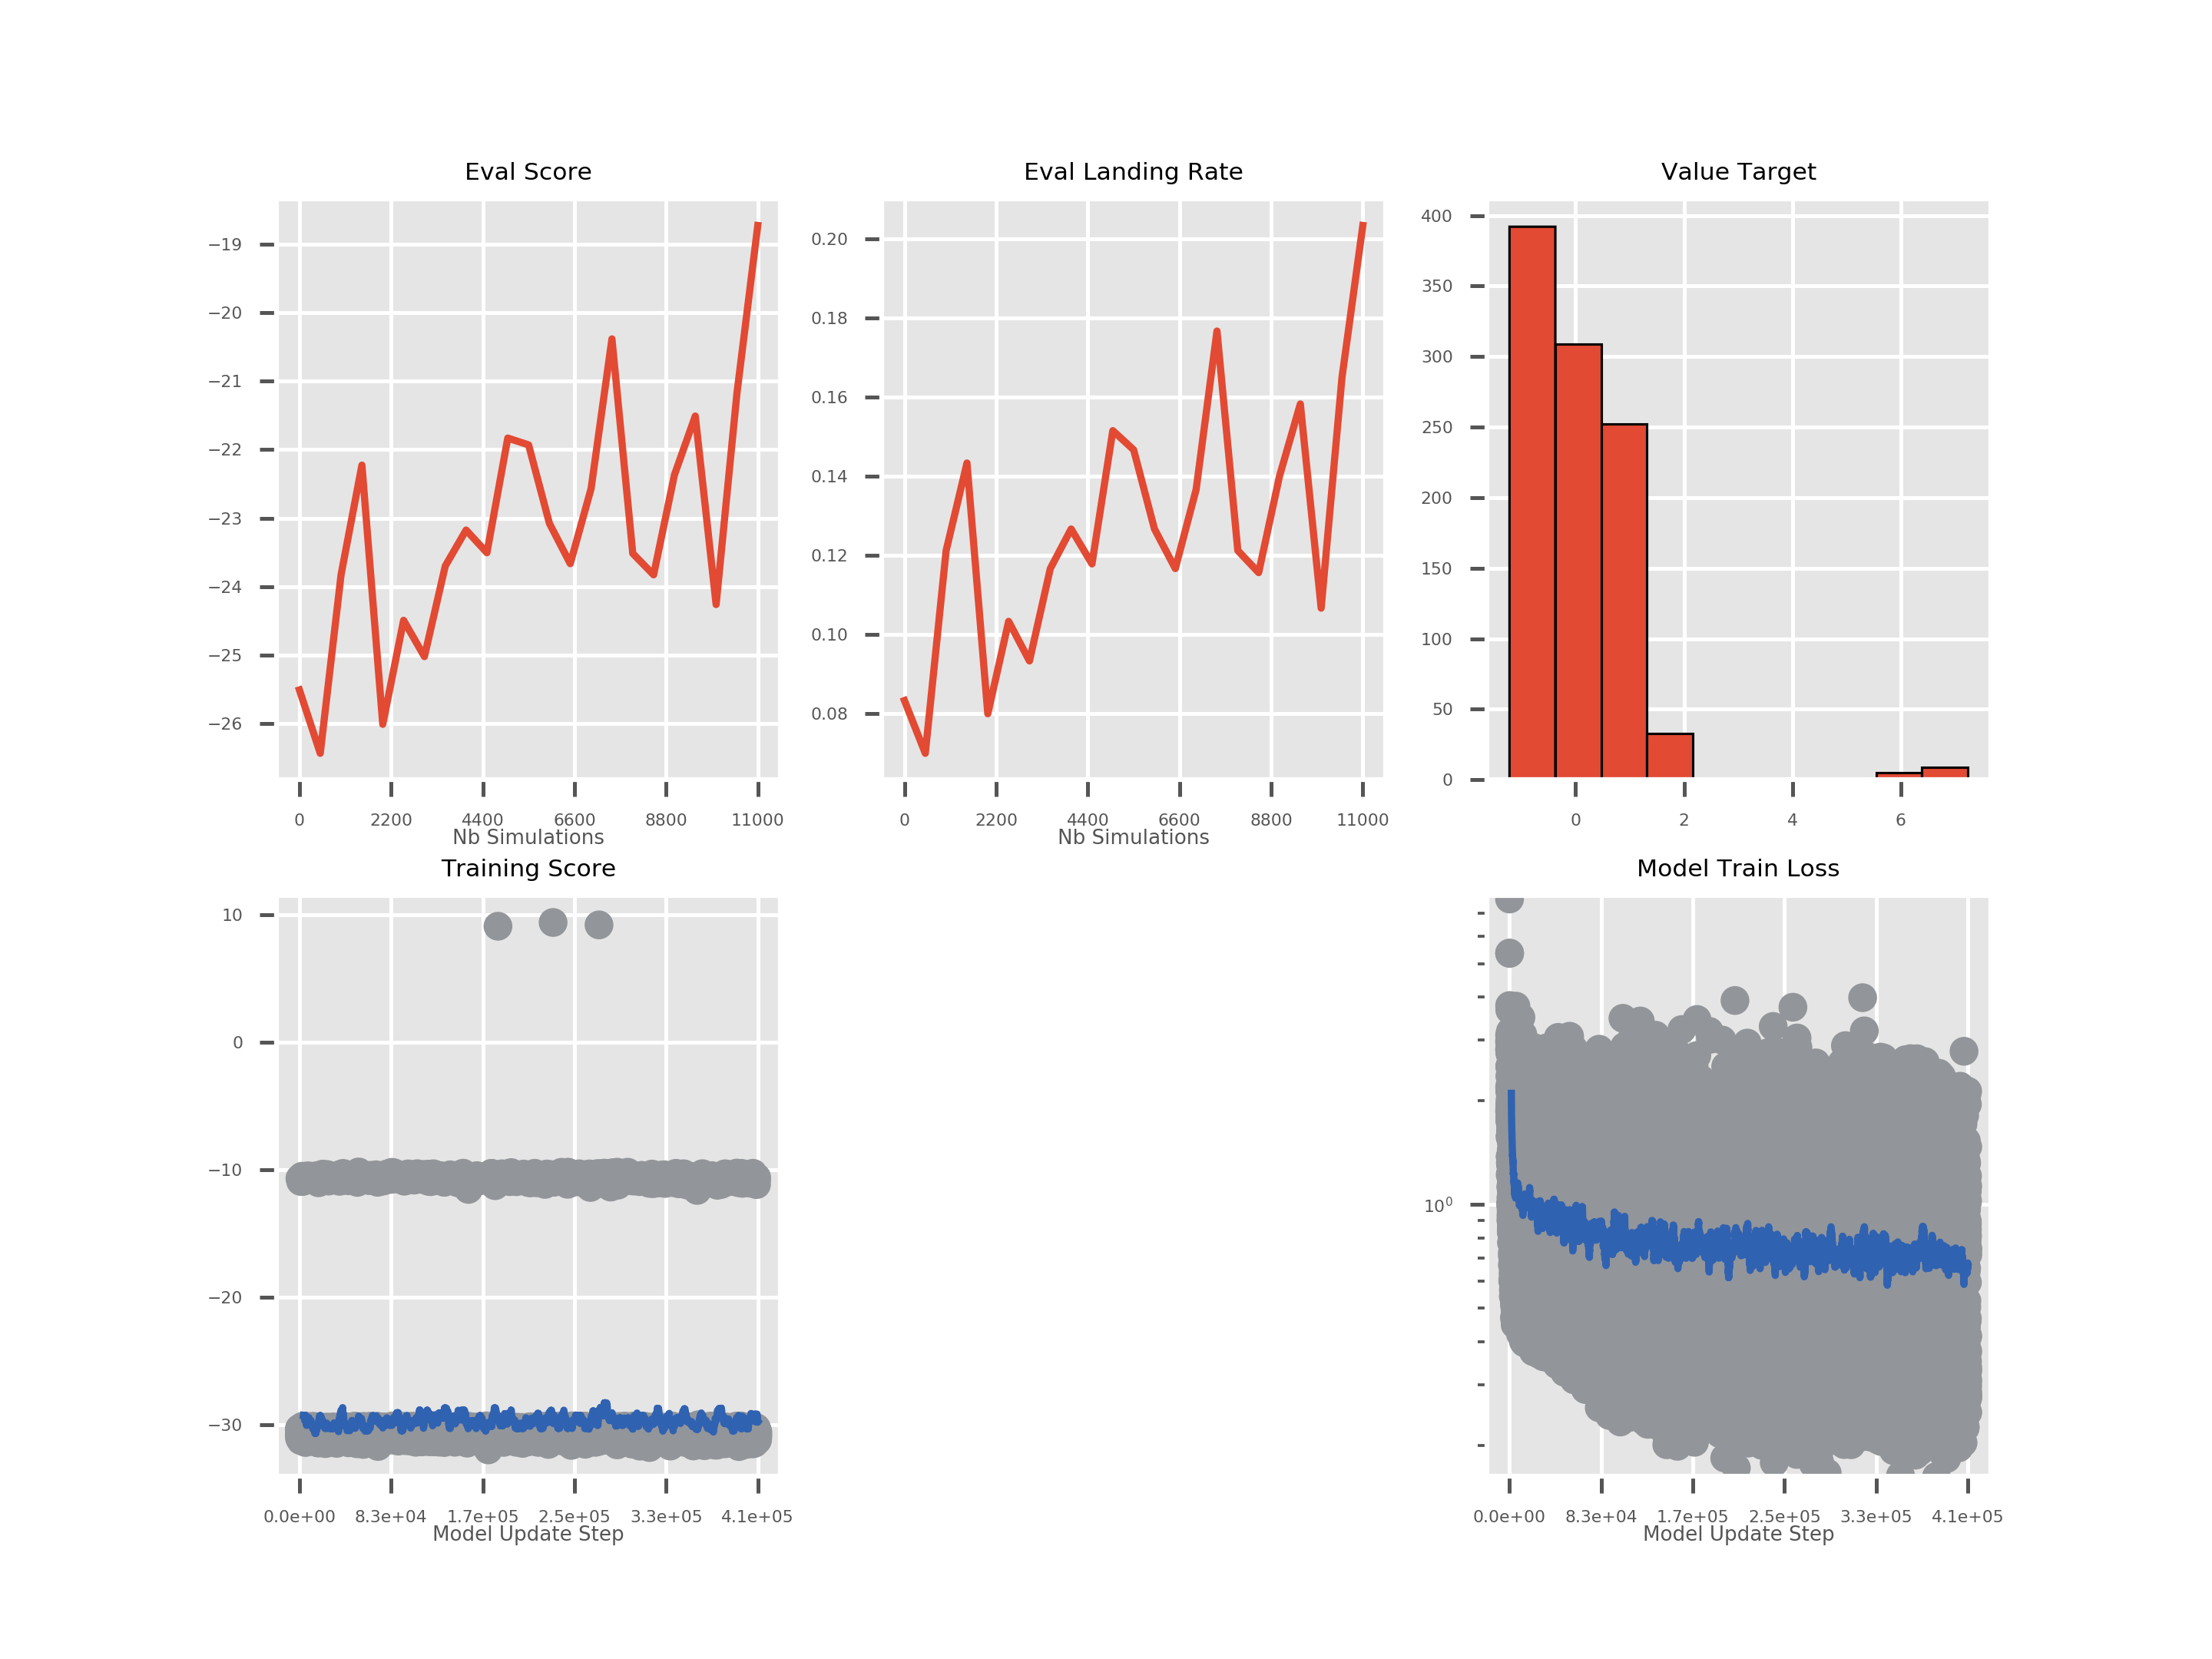 Eval Score
Eval Landing Rate
Value Target
−19
−20
−21
−22
−23
−24
−25
−26
0 2200 4400 6600 8800 11000
Nb Simulations
0.20
0.18
0.16
0.14
0.12
0.10
0.08
0 2200 4400 6600 8800 11000
Nb Simulations
400
350
300
250
200
150
100
50
0
0 2 4 6
Training Score
10
0
−10
−20
−30
0.0e+00 8.3e+04 1.7e+05 2.5e+05 3.3e+05 4.1e+05
Model Update Step
Model Train Loss
10⁰
0.0e+00 8.3e+04 1.7e+05 2.5e+05 3.3e+05 4.1e+05
Model Update Step